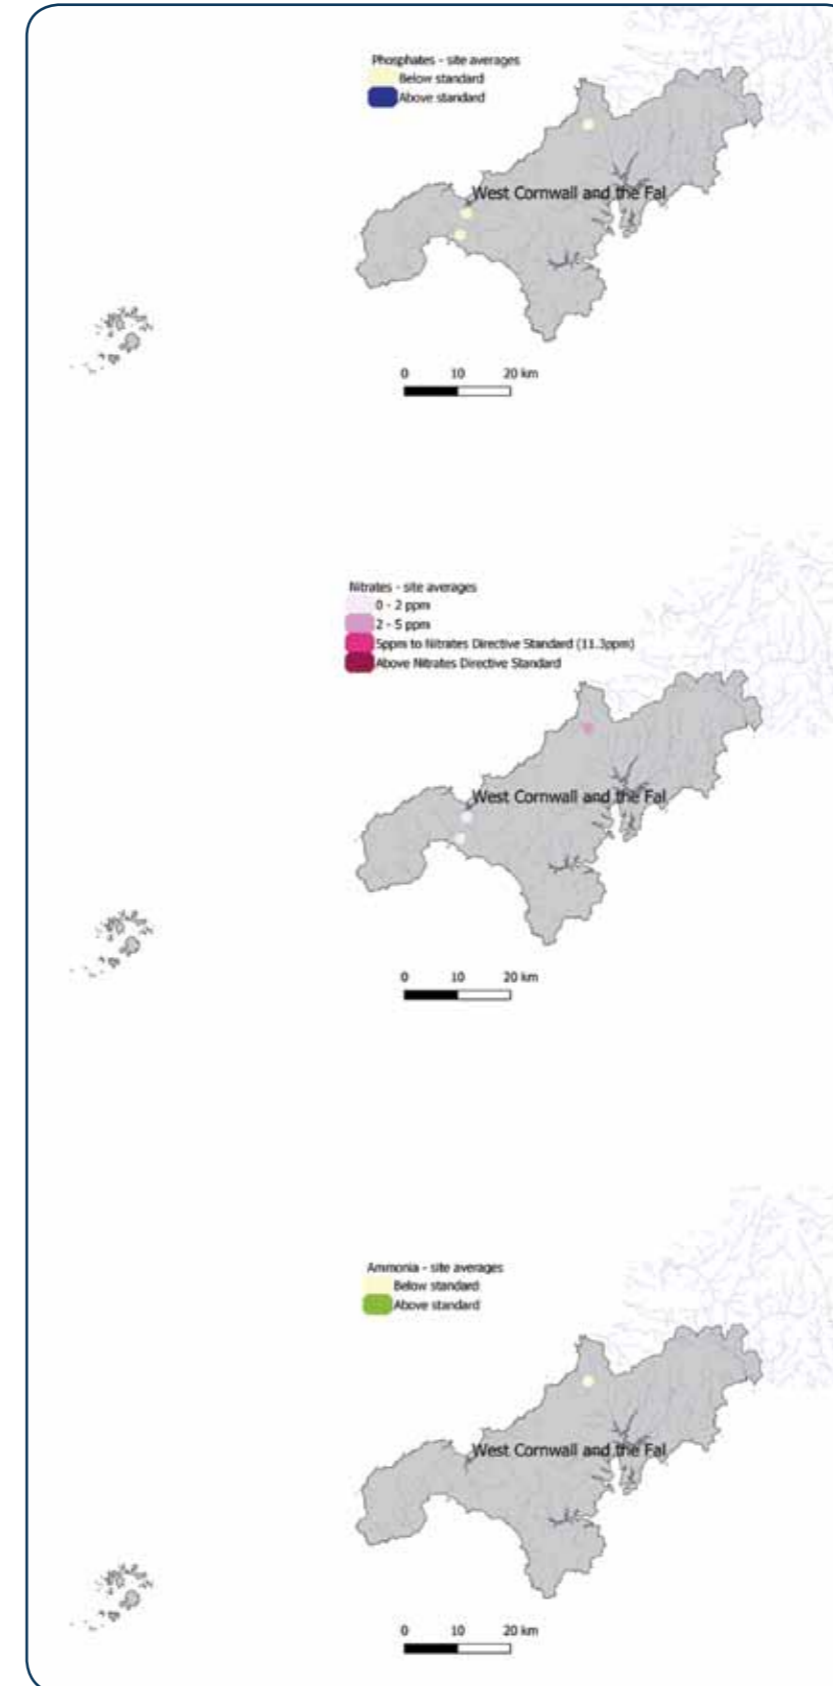 Phosphates - site averages
Below standard
Above standard
West Cornwall and the Fal
0 10 20 km
Nitrates - site averages
0 - 2 ppm
2 - 5 ppm
5ppm to Nitrates Directive Standard (11.3ppm)
Above Nitrates Directive Standard
West Cornwall and the Fal
0 10 20 km
Ammonia - site averages
Below standard
Above standard
West Cornwall and the Fal
0 10 20 km